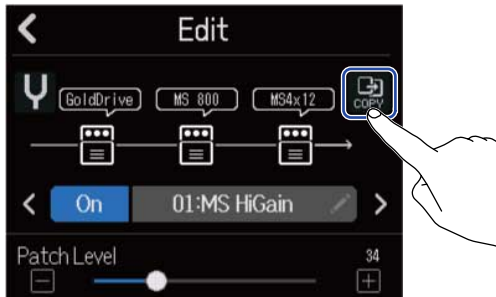 Edit
GoldDrive MS 800 MS4x12 COPY
On 01:MS HiGain
Patch Level 34